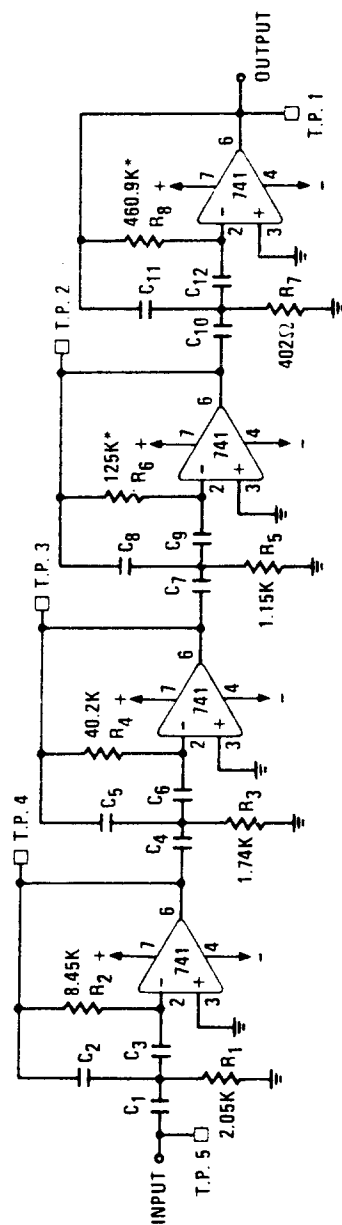 INPUT
T.P. 5
C1
C2
C3
R1
2.05K
8.45K
R2
2
3
-
+
741
7
+
4
-
6
T.P. 4
C4
C5
C6
R3
1.74K
40.2K
R4
2
3
-
+
741
7
+
4
-
6
T.P. 3
C7
C8
C9
R5
1.15K
125K*
R6
2
3
-
+
741
7
+
4
-
6
T.P. 2
C10
C11
C12
R7
402Ω
460.9K*
R8
2
3
-
+
741
7
+
4
-
6
OUTPUT
T.P. 1